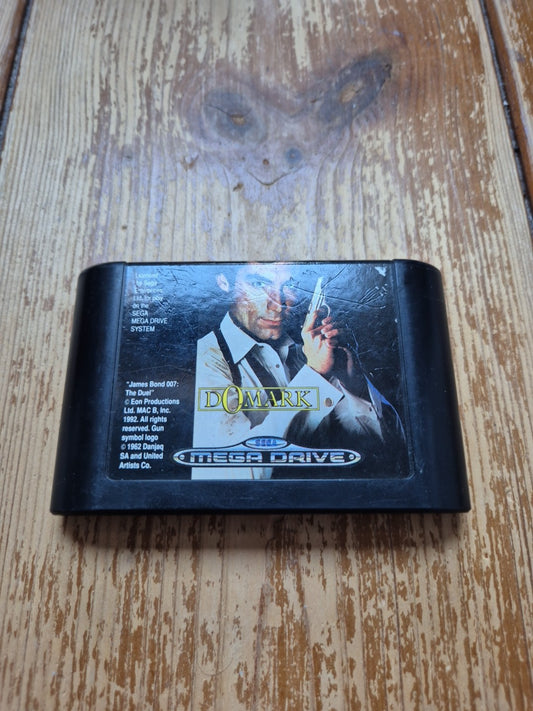 Licensed
by Sega
Enterprises
Ltd. for play
on the
SEGA
MEGA DRIVE
SYSTEM
"James Bond 007:
The Duel"
© Eon Productions
Ltd. MAC B, Inc.
1992. All rights
reserved. Gun
symbol logo
© 1962 Danjaq
SA and United
Artists Co.
DOMARK
SEGA
MEGA DRIVE